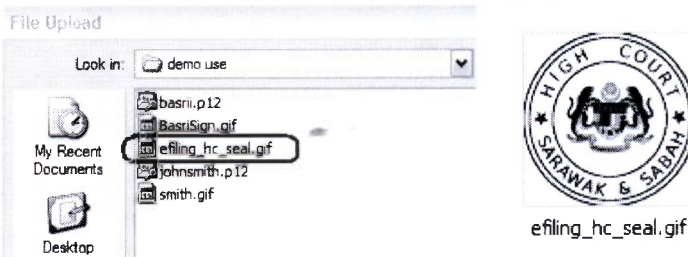 File Upload
Look in: demo use
basrii.p12
BasriSign.gif
efiling_hc_seal.gif
johnsmith.p12
smith.gif
My Recent
Documents
Desktop
HIGH COURT
SARAWAK & SABAH
efiling_hc_seal.gif